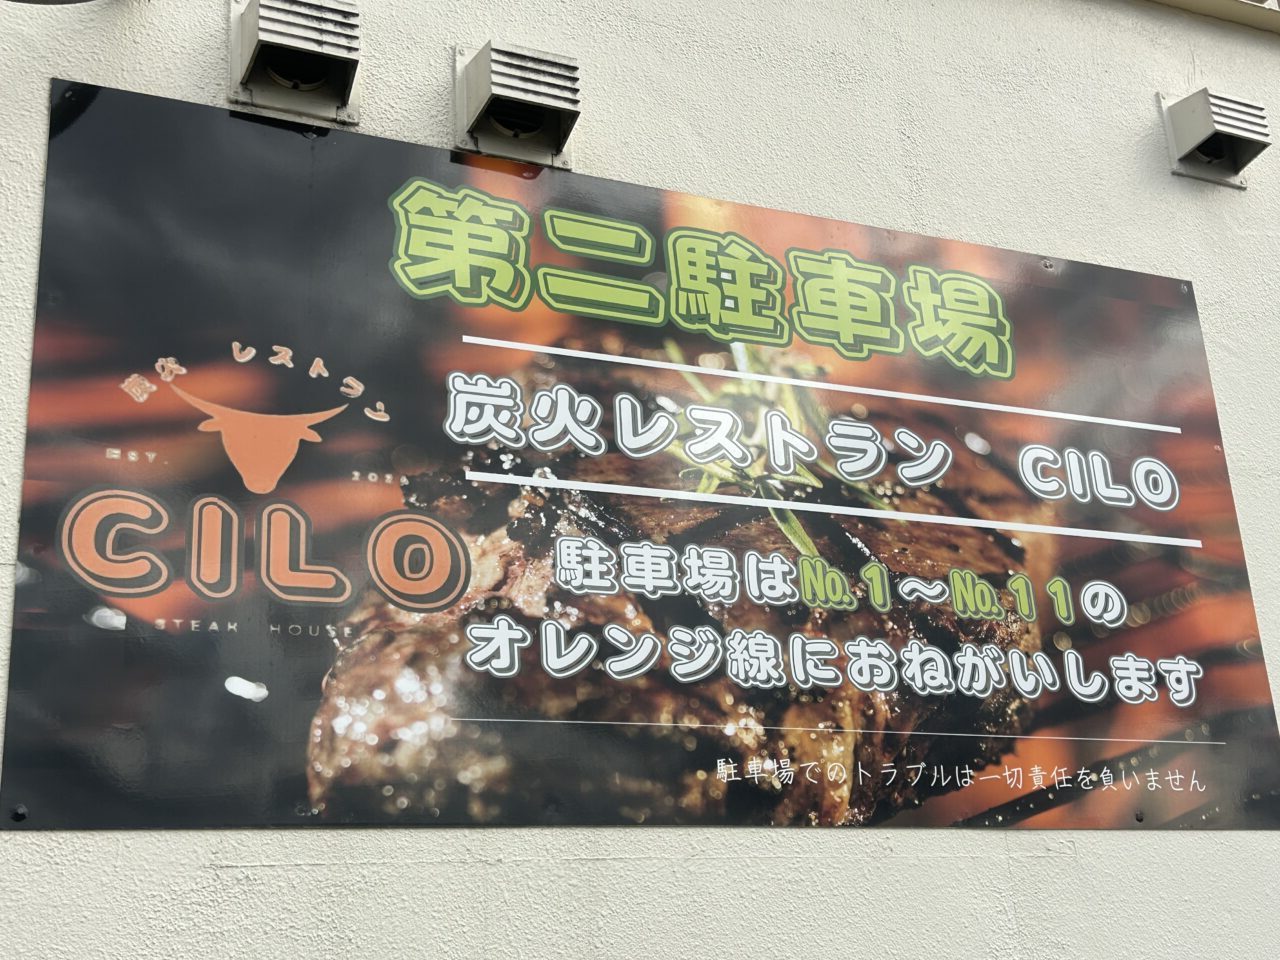 第二駐車場
炭火レストラン CILO
駐車場は№1～№11の
オレンジ線におねがいします
駐車場でのトラブルは一切責任を負いません
炭火 レストラン
EST.
CILO
STEAK HOUSE